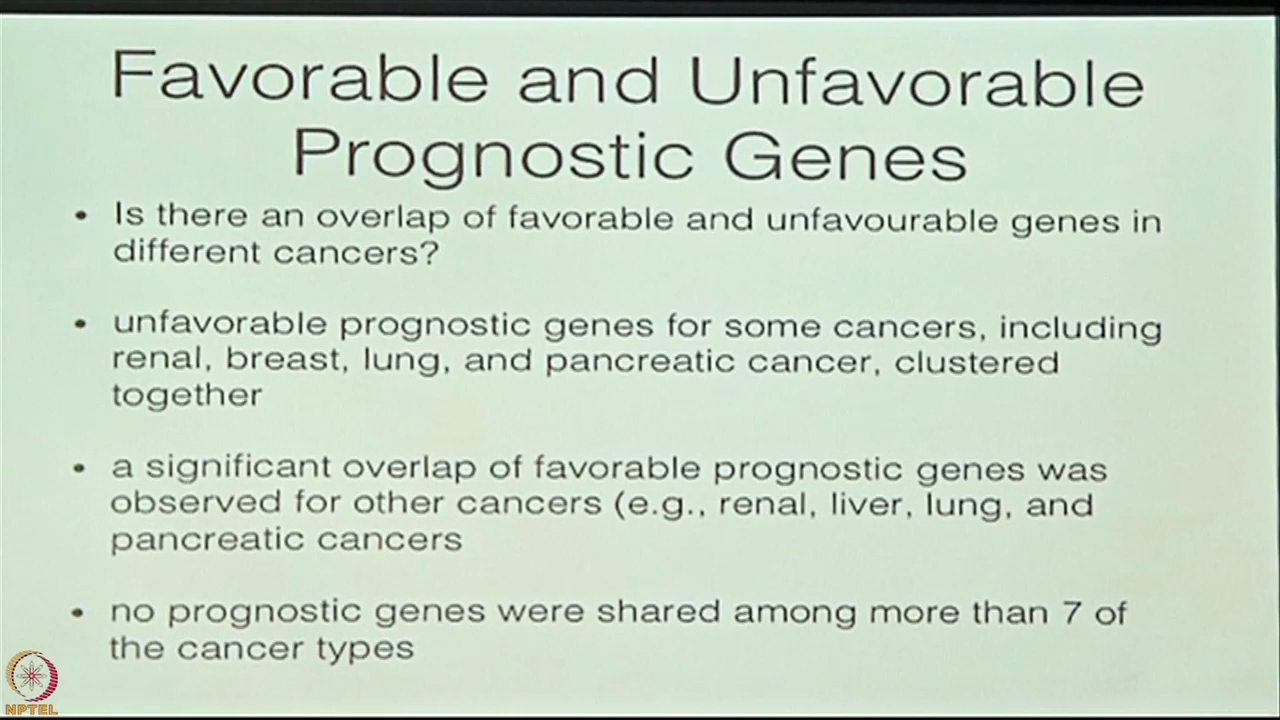 Favorable and Unfavorable
Prognostic Genes
• Is there an overlap of favorable and unfavourable genes in
different cancers?
• unfavorable prognostic genes for some cancers, including
renal, breast, lung, and pancreatic cancer, clustered
together
• a significant overlap of favorable prognostic genes was
observed for other cancers (e.g., renal, liver, lung, and
pancreatic cancers
• no prognostic genes were shared among more than 7 of
the cancer types
NPTEL